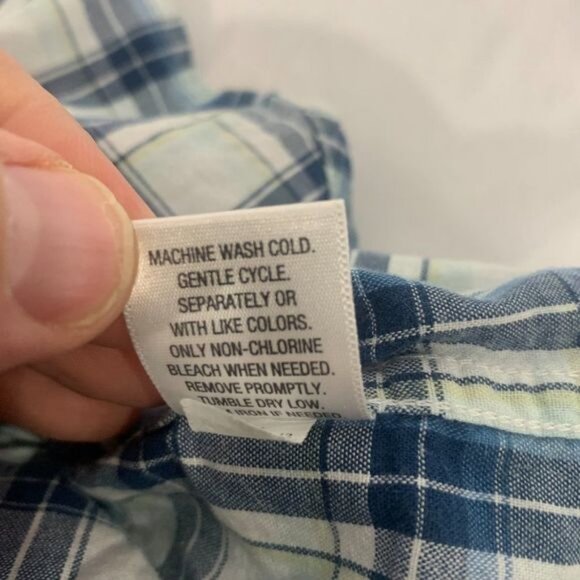 MACHINE WASH COLD.
GENTLE CYCLE.
SEPARATELY OR
WITH LIKE COLORS.
ONLY NON-CHLORINE
BLEACH WHEN NEEDED.
REMOVE PROMPTLY.
TUMBLE DRY LOW.
IRON IF NEEDED